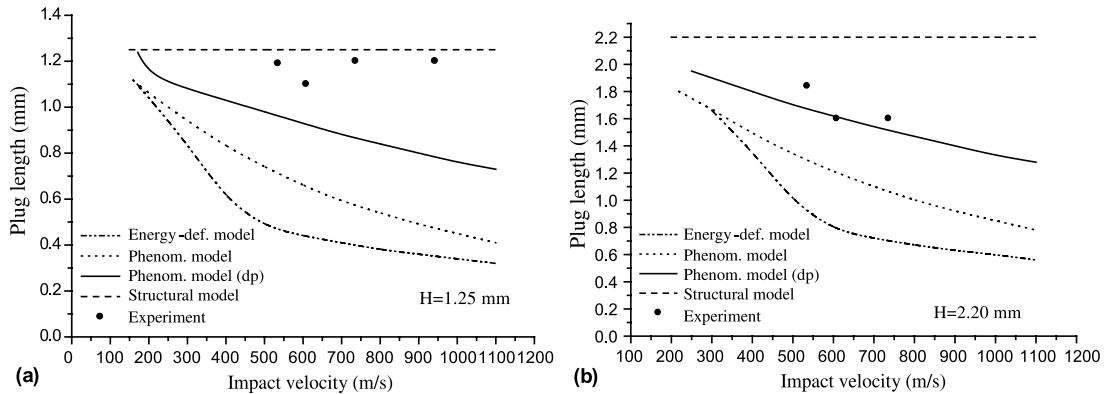 1.4
1.2
1.0
0.8
0.6
0.4
0.2
0.0
Plug length (mm)
Energy-def. model
Phenom. model
Phenom. model (dp)
Structural model
Experiment
H=1.25 mm
0 100 200 300 400 500 600 700 800 900 1000 1100 1200
Impact velocity (m/s)
(a)
2.2
2.0
1.8
1.6
1.4
1.2
1.0
0.8
0.6
0.4
0.2
0.0
Plug length (mm)
Energy-def. model
Phenom. model
Phenom. model (dp)
Structural model
Experiment
H=2.20 mm
100 200 300 400 500 600 700 800 900 1000 1100 1200
Impact velocity (m/s)
(b)